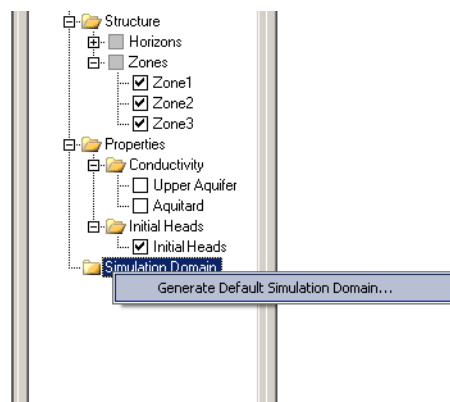 Structure
Horizons
Zones
Zone1
Zone2
Zone3
Properties
Conductivity
Upper Aquifer
Aquitard
Initial Heads
Initial Heads
Simulation Domain
Generate Default Simulation Domain...